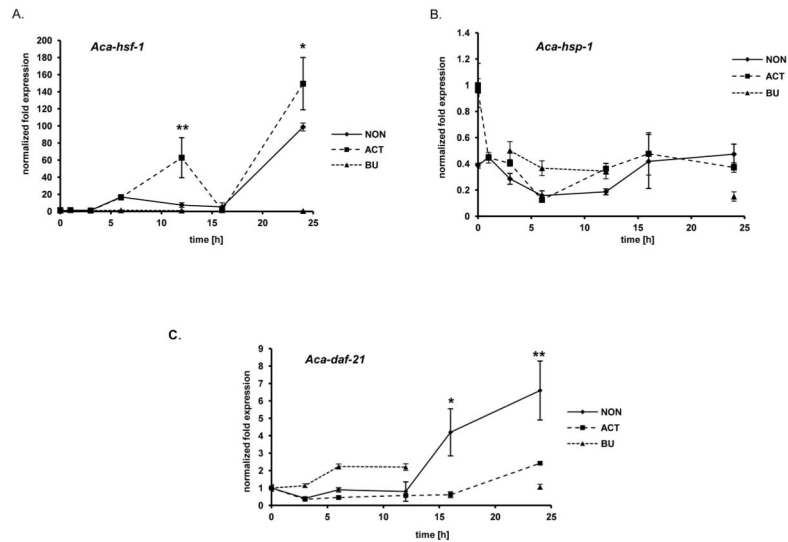 A.
Aca-hsf-1
normalized fold expression
200
180
160
140
120
100
80
60
40
20
0
**
*
0 5 10 15 20 25
time [h]
NON
ACT
BU
B.
Aca-hsp-1
normalized fold expression
1.4
1.2
1
0.8
0.6
0.4
0.2
0
0 5 10 15 20 25
time [h]
NON
ACT
BU
C.
Aca-daf-21
normalized fold expression
9
8
7
6
5
4
3
2
1
0
*
**
0 5 10 15 20 25
time [h]
NON
ACT
BU